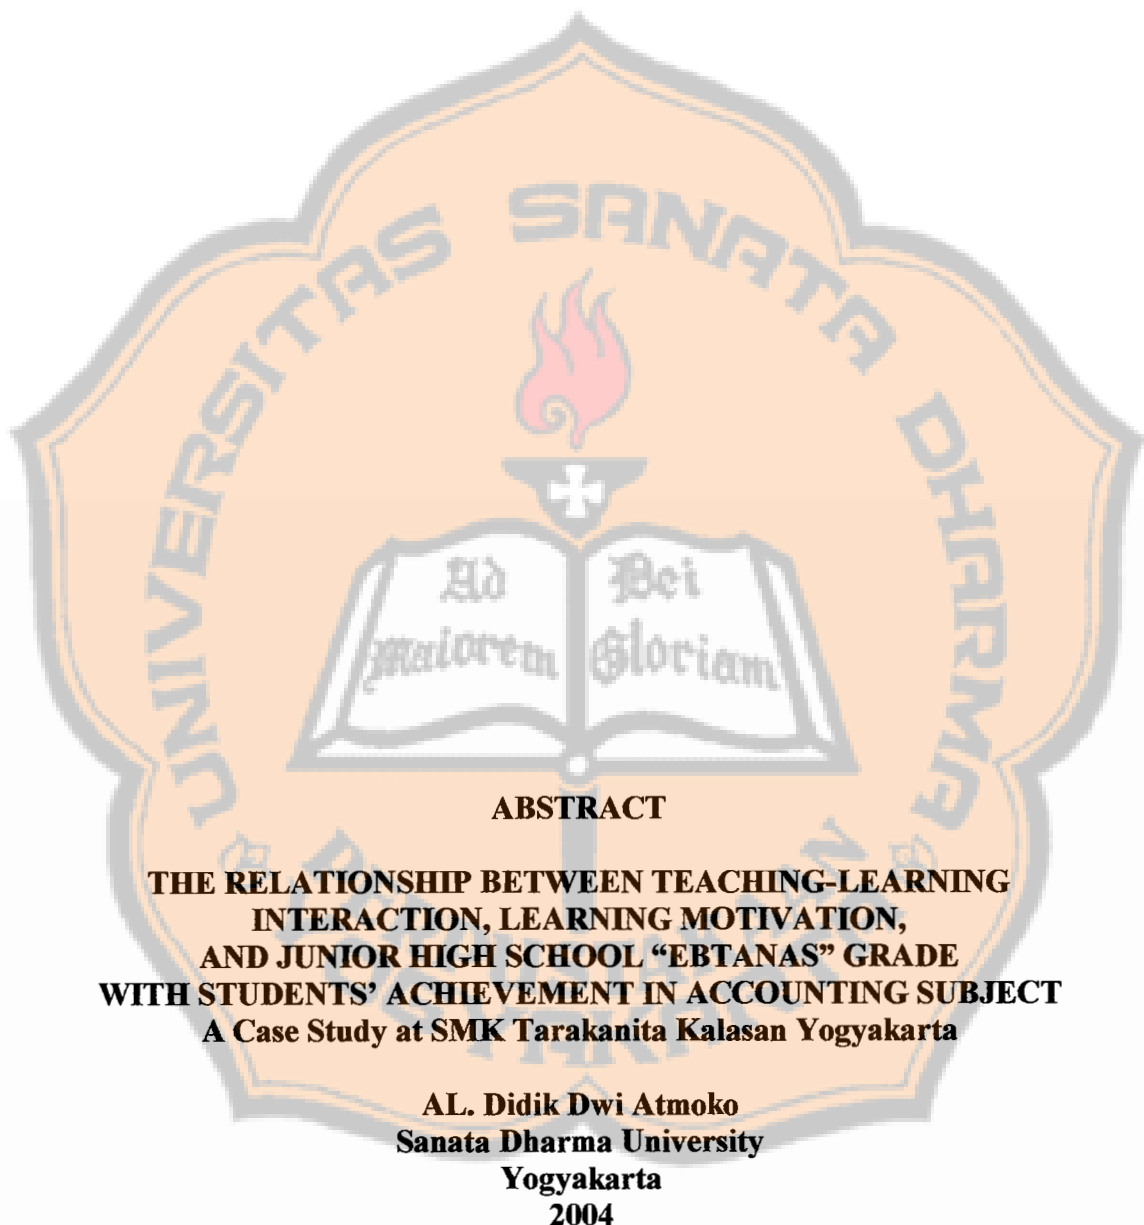 UNIVERSITAS SANATA DHARMA
Ad Dei
Maiorem Gloriam
ABSTRACT
THE RELATIONSHIP BETWEEN TEACHING-LEARNING
INTERACTION, LEARNING MOTIVATION,
AND JUNIOR HIGH SCHOOL “EBTANAS” GRADE
WITH STUDENTS’ ACHIEVEMENT IN ACCOUNTING SUBJECT
A Case Study at SMK Tarakanita Kalasan Yogyakarta
AL. Didik Dwi Atmoko
Sanata Dharma University
Yogyakarta
2004